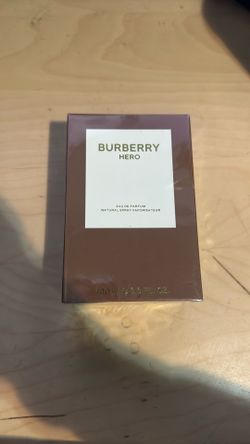 BURBERRY
HERO
EAU DE PARFUM
NATURAL SPRAY VAPORISATEUR